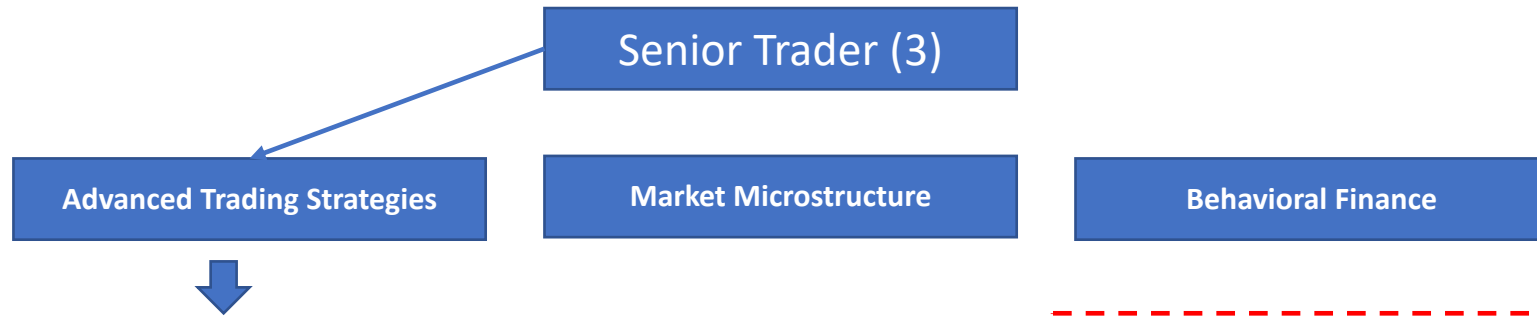 Senior Trader (3)
Advanced Trading Strategies
Market Microstructure
Behavioral Finance